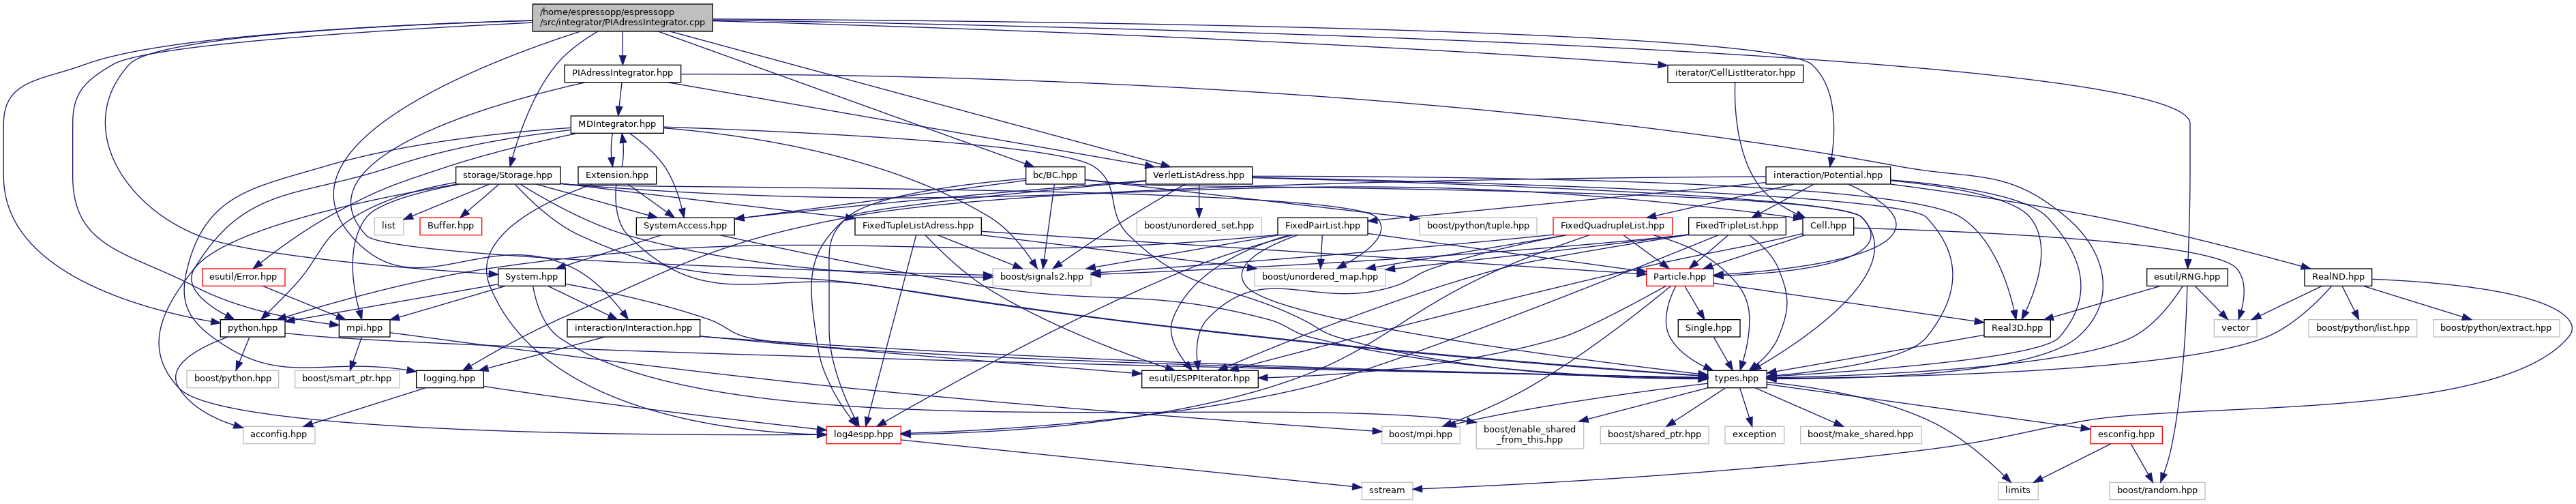 /home/espressopp/espressopp
/src/integrator/PIAdressIntegrator.cpp
PIAdressIntegrator.hpp
iterator/CellListIterator.hpp
MDIntegrator.hpp
storage/Storage.hpp
Extension.hpp
bc/BC.hpp
VerletListAdress.hpp
interaction/Potential.hpp
list
Buffer.hpp
SystemAccess.hpp
FixedTupleListAdress.hpp
boost/unordered_set.hpp
FixedPairList.hpp
boost/python/tuple.hpp
FixedQuadrupleList.hpp
FixedTripleList.hpp
Cell.hpp
esutil/Error.hpp
System.hpp
boost/signals2.hpp
boost/unordered_map.hpp
Particle.hpp
esutil/RNG.hpp
RealND.hpp
python.hpp
mpi.hpp
interaction/Interaction.hpp
Single.hpp
Real3D.hpp
vector
boost/python/list.hpp
boost/python/extract.hpp
boost/python.hpp
boost/smart_ptr.hpp
logging.hpp
esutil/ESPPIterator.hpp
types.hpp
acconfig.hpp
log4espp.hpp
boost/mpi.hpp
boost/enable_shared
_from_this.hpp
boost/shared_ptr.hpp
exception
boost/make_shared.hpp
esconfig.hpp
sstream
limits
boost/random.hpp